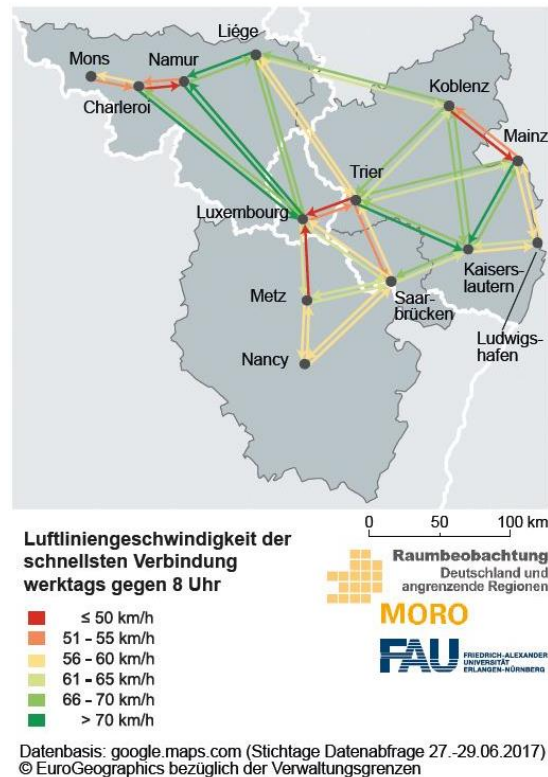 Liége
Mons
Namur
Charleroi
Koblenz
Mainz
Trier
Luxembourg
Kaisers-
lautern
Metz
Saar-
brücken
Ludwigs-
hafen
Nancy
0 50 100 km
Luftliniengeschwindigkeit der
schnellsten Verbindung
werktags gegen 8 Uhr
≤ 50 km/h
51 – 55 km/h
56 – 60 km/h
61 – 65 km/h
66 – 70 km/h
> 70 km/h
Raumbeobachtung
Deutschland und
angrenzende Regionen
MORO
FAU
FRIEDRICH-ALEXANDER
UNIVERSITÄT
ERLANGEN-NÜRNBERG
Datenbasis: google.maps.com (Stichtage Datenabfrage 27.-29.06.2017)
© EuroGeographics bezüglich der Verwaltungsgrenzen